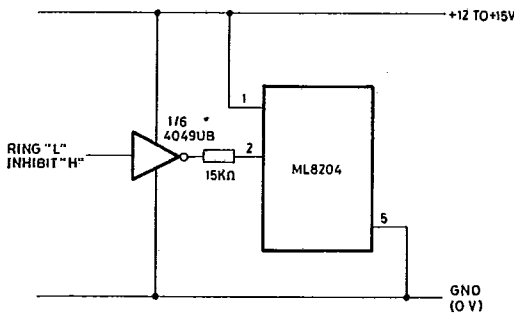 +12 TO +15V
1
1/6 *
4049UB
RING "L"
INHIBIT "H"
2
15KΩ
ML8204
5
GND
(0 V)